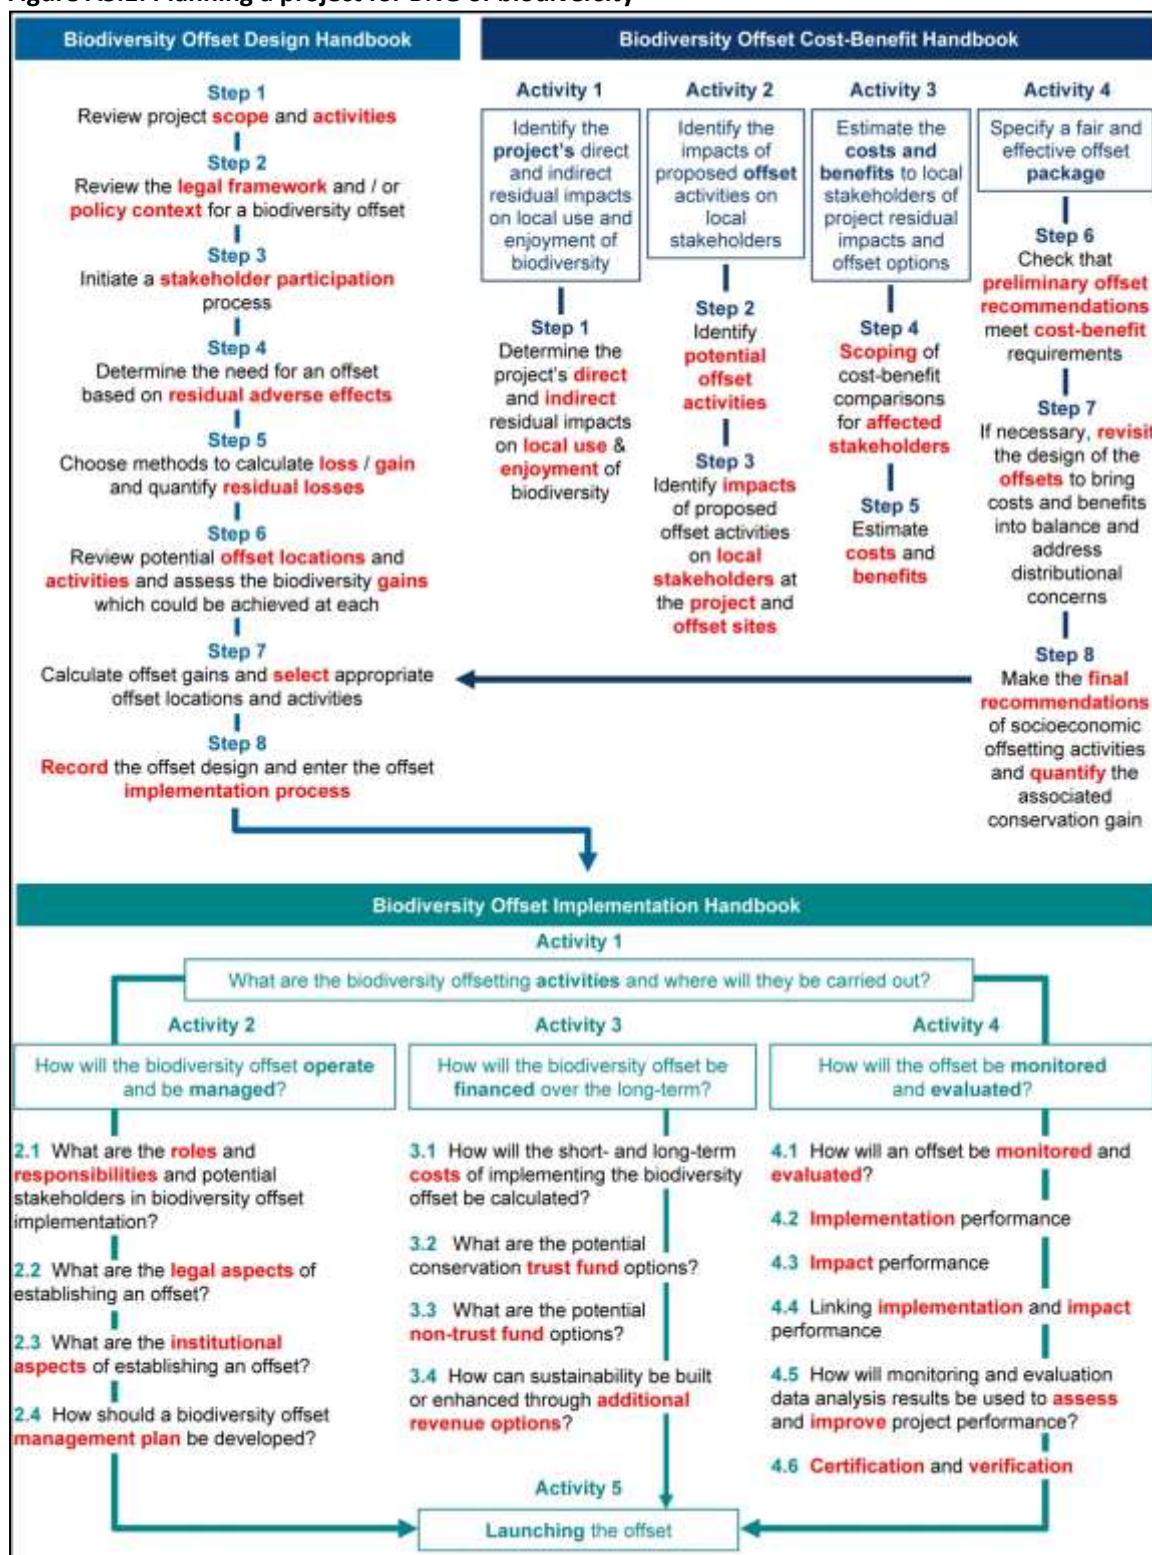 Biodiversity Offset Design Handbook
Step 1
Review project scope and activities
Step 2
Review the legal framework and / or
policy context for a biodiversity offset
Step 3
Initiate a stakeholder participation
process
Step 4
Determine the need for an offset
based on residual adverse effects
Step 5
Choose methods to calculate loss / gain
and quantify residual losses
Step 6
Review potential offset locations and
activities and assess the biodiversity gains
which could be achieved at each
Step 7
Calculate offset gains and select appropriate
offset locations and activities
Step 8
Record the offset design and enter the offset
implementation process
Biodiversity Offset Cost-Benefit Handbook
Activity 1
Identify the
project's direct
and indirect
residual impacts
on local use and
enjoyment of
biodiversity
Step 1
Determine the
project's direct
and indirect
residual impacts
on local use &
enjoyment of
biodiversity
Activity 2
Identify the
impacts of
proposed offset
activities on
local
stakeholders
Step 2
Identify
potential
offset
activities
Step 3
Identify impacts
of proposed
offset activities
on local
stakeholders at
the project and
offset sites
Activity 3
Estimate the
costs and
benefits to local
stakeholders of
project residual
impacts and
offset options
Step 4
Scoping of
cost-benefit
comparisons
for affected
stakeholders
Step 5
Estimate
costs and
benefits
Activity 4
Specify a fair and
effective offset
package
Step 6
Check that
preliminary offset
recommendations
meet cost-benefit
requirements
Step 7
If necessary, revisit
the design of the
offsets to bring
costs and benefits
into balance and
address
distributional
concerns
Step 8
Make the final
recommendations
of socioeconomic
offsetting activities
and quantify the
associated
conservation gain
Biodiversity Offset Implementation Handbook
Activity 1
What are the biodiversity offsetting activities and where will they be carried out?
Activity 2
How will the biodiversity offset operate
and be managed?
2.1 What are the roles and
responsibilities and potential
stakeholders in biodiversity offset
implementation?
2.2 What are the legal aspects of
establishing an offset?
2.3 What are the institutional
aspects of establishing an offset?
2.4 How should a biodiversity offset
management plan be developed?
Activity 3
How will the biodiversity offset be
financed over the long-term?
3.1 How will the short- and long-term
costs of implementing the biodiversity
offset be calculated?
3.2 What are the potential
conservation trust fund options?
3.3 What are the potential
non-trust fund options?
3.4 How can sustainability be built
or enhanced through additional
revenue options?
Activity 4
How will the offset be monitored
and evaluated?
4.1 How will an offset be monitored and
evaluated?
4.2 Implementation performance
4.3 Impact performance
4.4 Linking implementation and impact
performance
4.5 How will monitoring and evaluation
data analysis results be used to assess
and improve project performance?
4.6 Certification and verification
Activity 5
Launching the offset